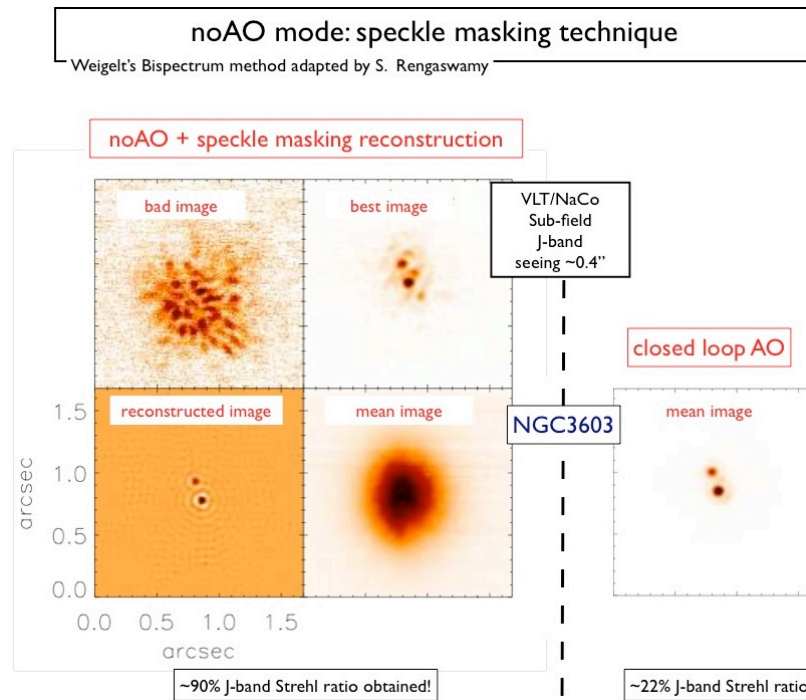 noAO mode: speckle masking technique
Weigelt's Bispectrum method adapted by S. Rengaswamy
noAO + speckle masking reconstruction
bad image
best image
VLT/NaCo
Sub-field
J-band
seeing ~0.4”
closed loop AO
reconstructed image
mean image
NGC3603
mean image
1.5
1.0
0.5
0.0
arcsec
0.0 0.5 1.0 1.5
arcsec
~90% J-band Strehl ratio obtained!
~22% J-band Strehl ratio